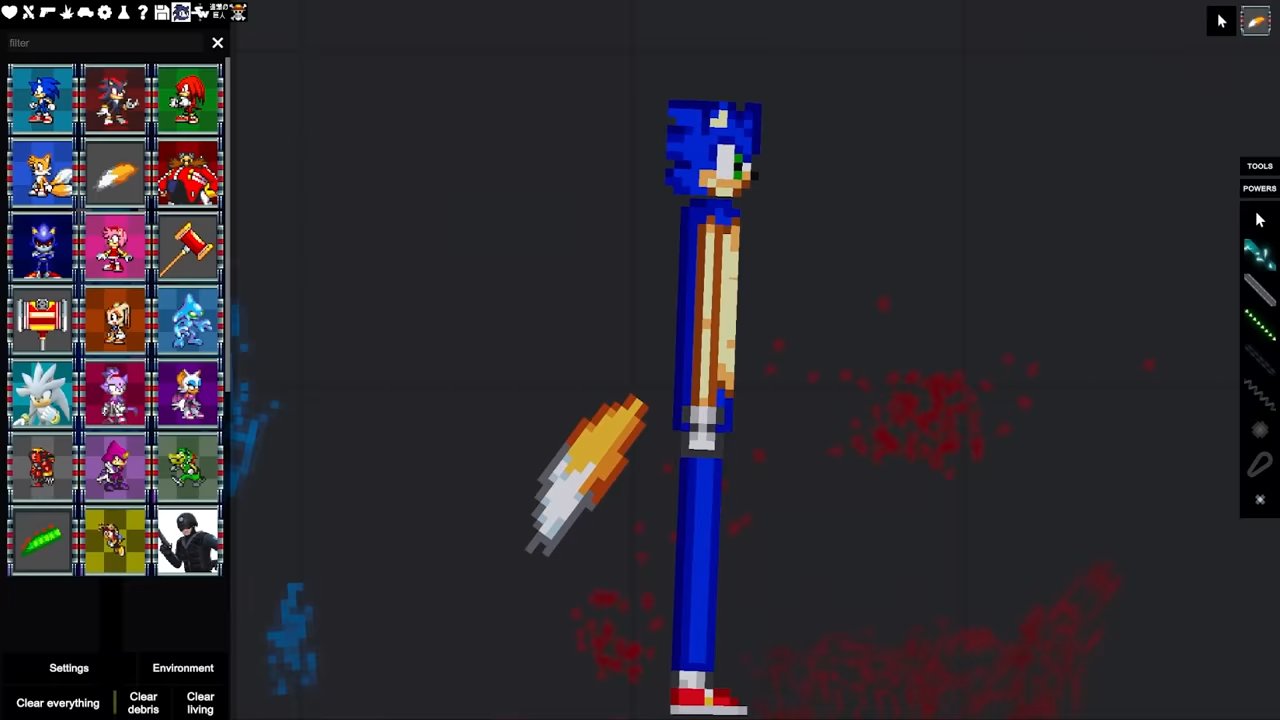 filter
TOOLS
POWERS
Settings
Environment
Clear everything
Clear
debris
Clear
living